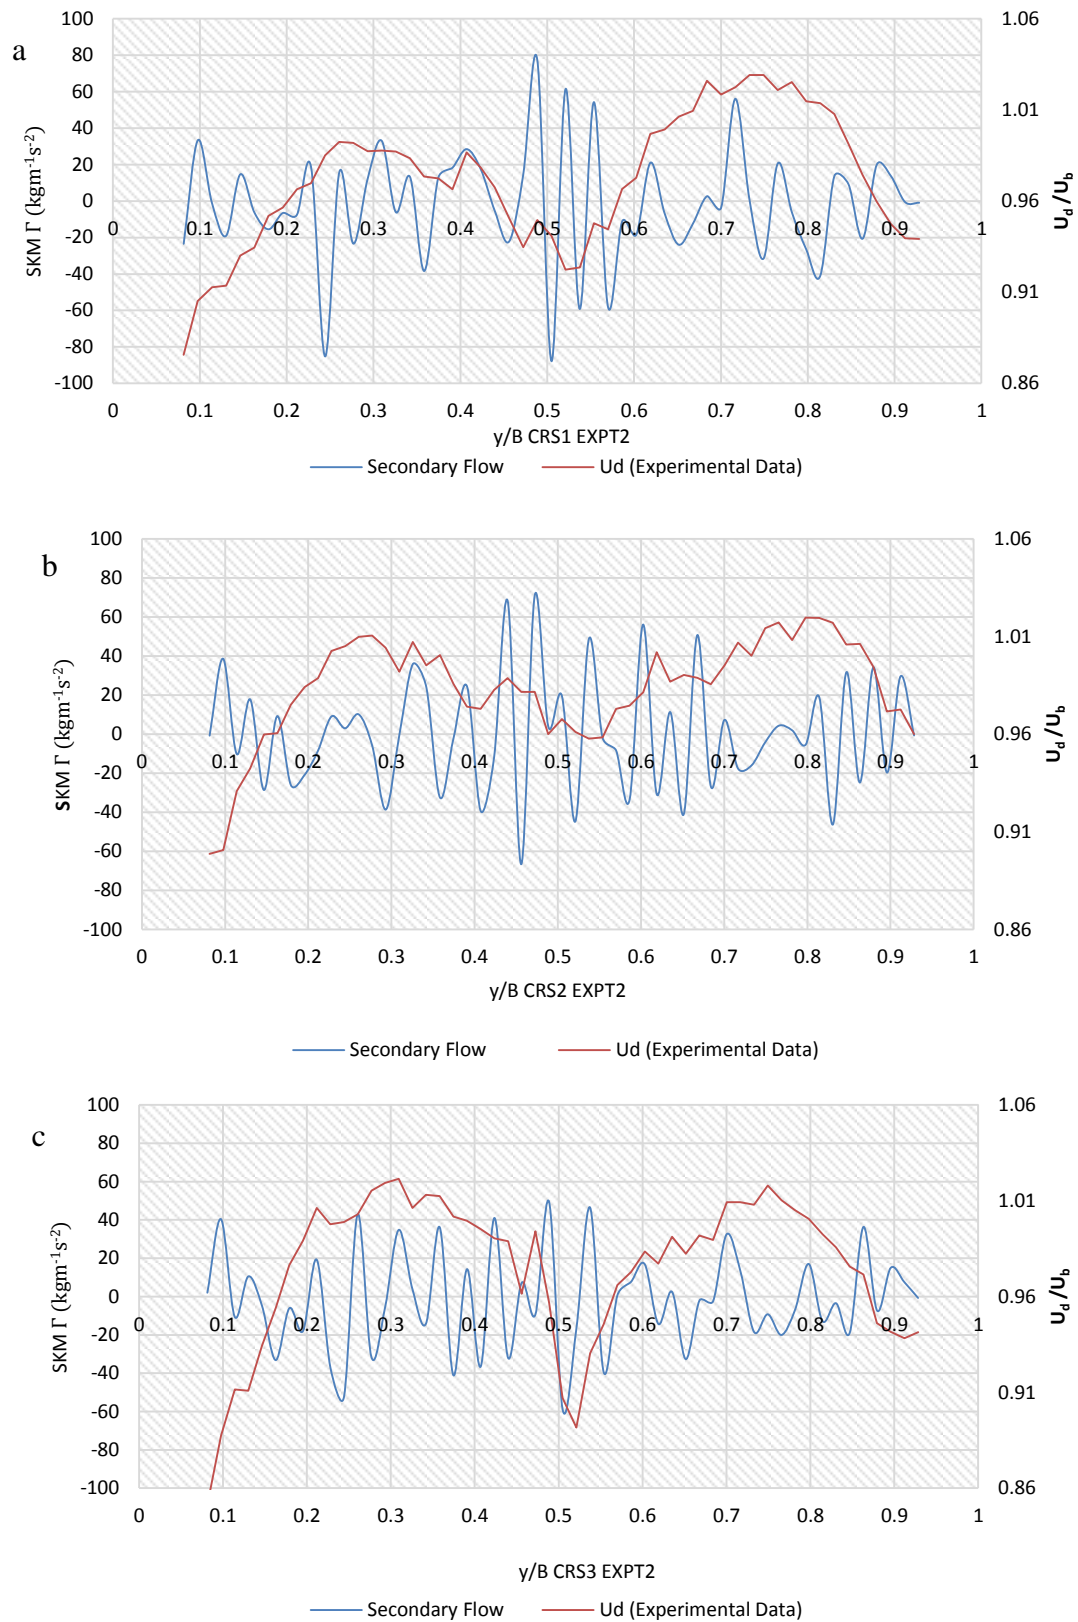 a
100
80
60
40
20
0
-20
-40
-60
-80
-100
SKM Γ (kgm⁻¹s⁻²)
1.06
1.01
0.96
0.91
0.86
U_d /U_b
0 0.1 0.2 0.3 0.4 0.5 0.6 0.7 0.8 0.9 1
0 0.1 0.2 0.3 0.4 0.5 0.6 0.7 0.8 0.9 1
y/B CRS1 EXPT2
Secondary Flow Ud (Experimental Data)
b
100
80
60
40
20
0
-20
-40
-60
-80
-100
SKM Γ (kgm⁻¹s⁻²)
1.06
1.01
0.96
0.91
0.86
U_d /U_b
0 0.1 0.2 0.3 0.4 0.5 0.6 0.7 0.8 0.9 1
0 0.1 0.2 0.3 0.4 0.5 0.6 0.7 0.8 0.9 1
y/B CRS2 EXPT2
Secondary Flow Ud (Experimental Data)
c
100
80
60
40
20
0
-20
-40
-60
-80
-100
SKM Γ (kgm⁻¹s⁻²)
1.06
1.01
0.96
0.91
0.86
U_d /U_b
0 0.1 0.2 0.3 0.4 0.5 0.6 0.7 0.8 0.9 1
0 0.1 0.2 0.3 0.4 0.5 0.6 0.7 0.8 0.9 1
y/B CRS3 EXPT2
Secondary Flow Ud (Experimental Data)